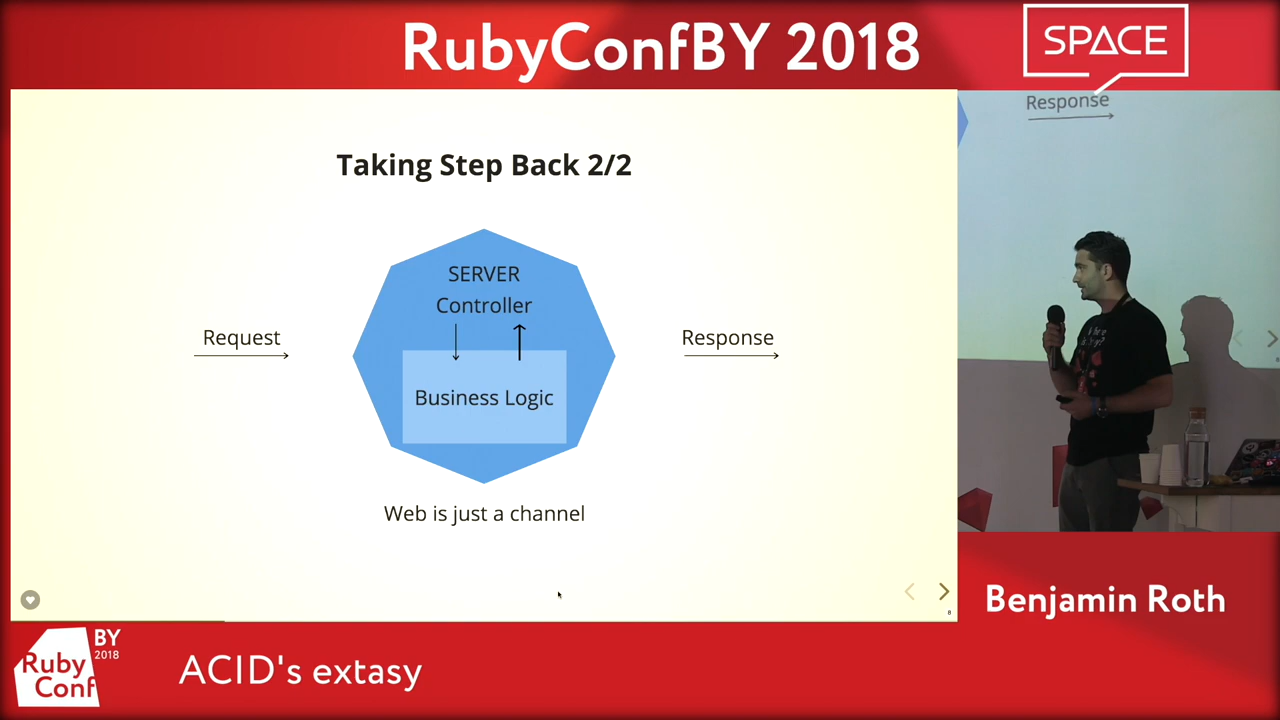 RubyConfBY 2018
SPACE
Taking Step Back 2/2
SERVER
Controller
Request
Response
Business Logic
Web is just a channel
8
Response
Benjamin Roth
Ruby
Conf
BY
2018
ACID's extasy